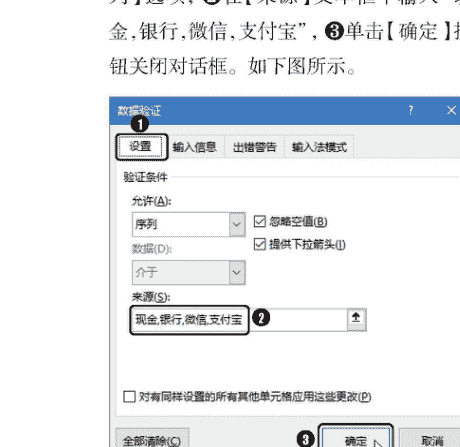 金,银行,微信,支付宝”, ❸单击【确定】
钮关闭对话框。如下图所示。
数据验证 ? ×
❶
设置 输入信息 出错警告 输入法模式
验证条件
允许(A):
序列 ☑ 忽略空值(B)
数据(D): ☑ 提供下拉箭头(I)
介于
来源(S):
现金,银行,微信,支付宝 ❷
☐ 对有同样设置的所有其他单元格应用这些更改(P)
全部清除(C) ❸ 确定 取消